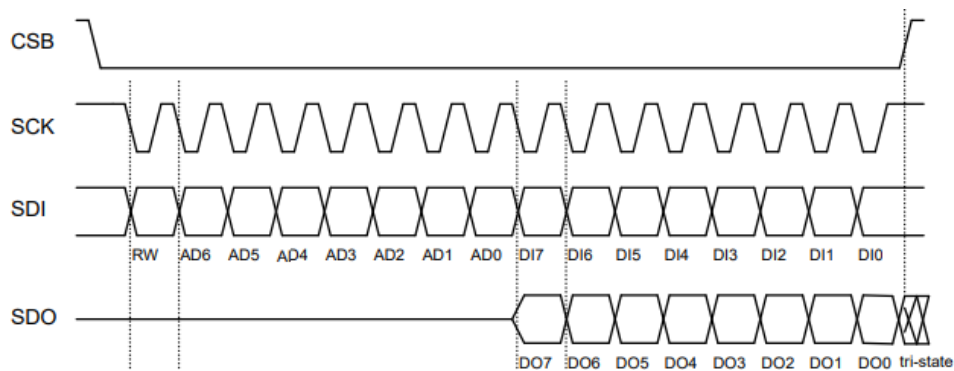 CSB
SCK
SDI
RW AD6 AD5 AD4 AD3 AD2 AD1 AD0 DI7 DI6 DI5 DI4 DI3 DI2 DI1 DI0
SDO
DO7 DO6 DO5 DO4 DO3 DO2 DO1 DO0 tri-state